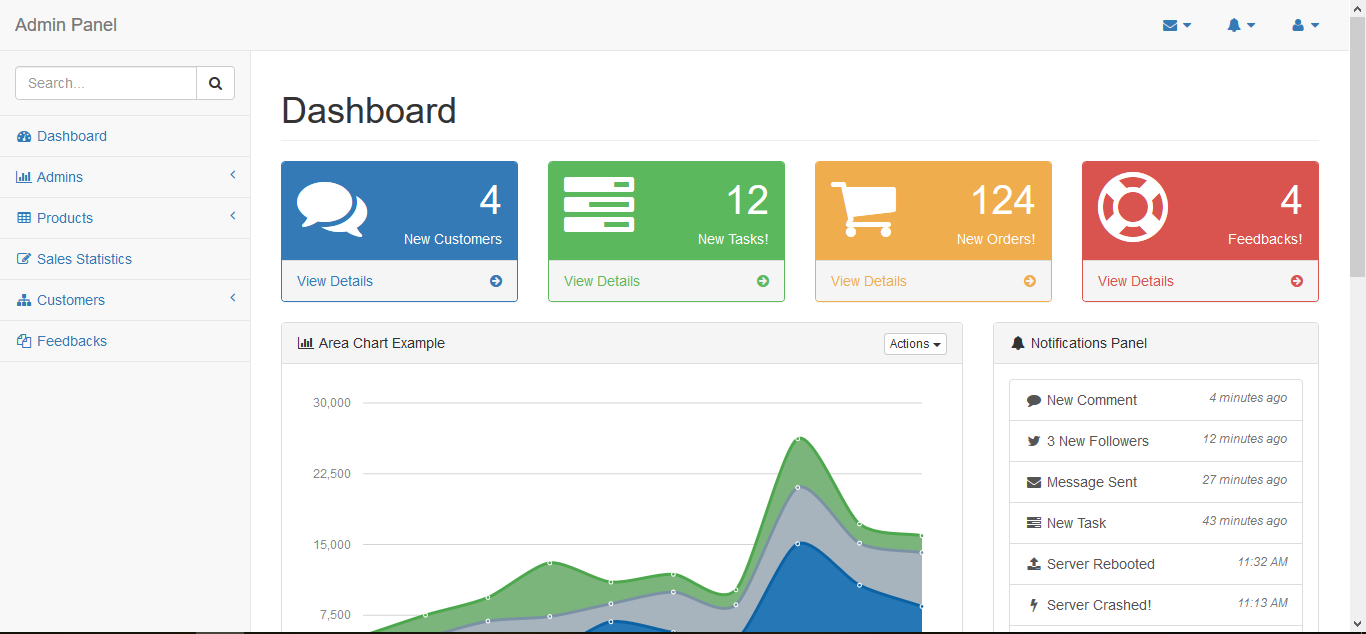 Admin Panel
Search...
Dashboard
Admins
Products
Sales Statistics
Customers
Feedbacks
Dashboard
4
New Customers
View Details
12
New Tasks!
View Details
124
New Orders!
View Details
4
Feedbacks!
View Details
Area Chart Example
Actions
30,000
22,500
15,000
7,500
Notifications Panel
New Comment 4 minutes ago
3 New Followers 12 minutes ago
Message Sent 27 minutes ago
New Task 43 minutes ago
Server Rebooted 11:32 AM
Server Crashed! 11:13 AM